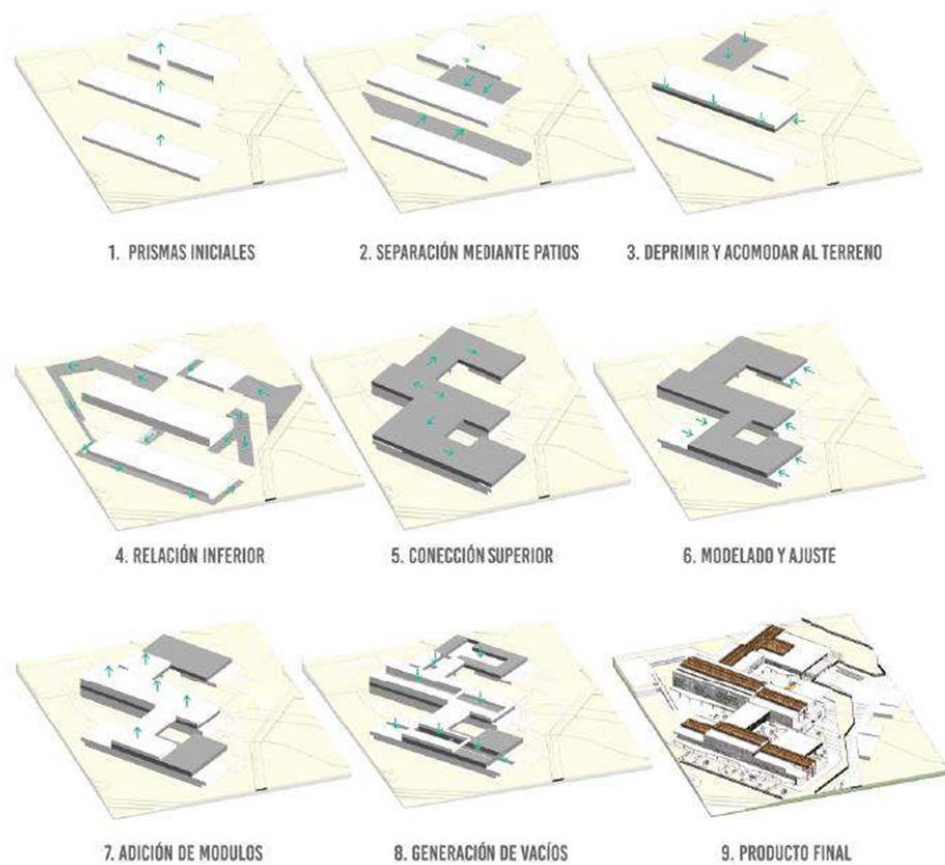 1. PRISMAS INICIALES
2. SEPARACIÓN MEDIANTE PATIOS
3. DEPRIMIR Y ACOMODAR AL TERRENO
4. RELACIÓN INFERIOR
5. CONECCIÓN SUPERIOR
6. MODELADO Y AJUSTE
7. ADICIÓN DE MODULOS
8. GENERACIÓN DE VACÍOS
9. PRODUCTO FINAL